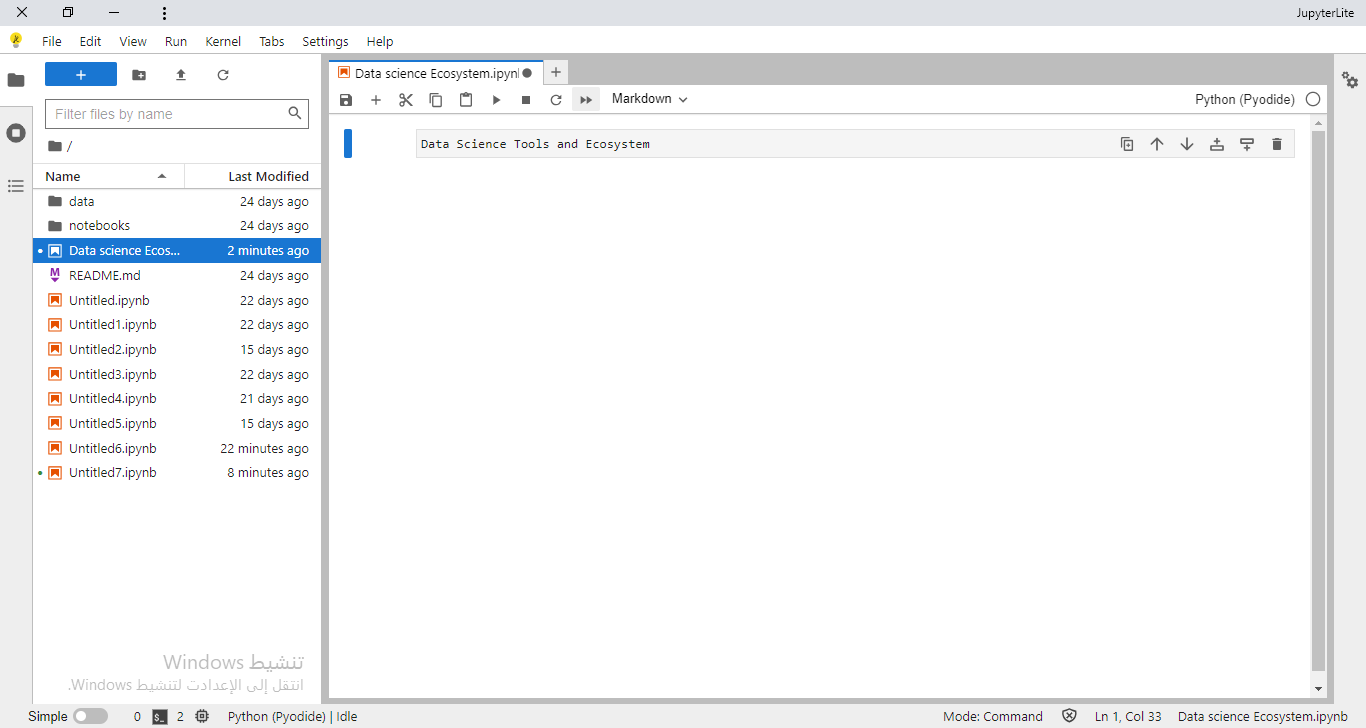 JupyterLite
File Edit View Run Kernel Tabs Settings Help
Filter files by name
/
Name Last Modified
data 24 days ago
notebooks 24 days ago
Data science Ecos... 2 minutes ago
README.md 24 days ago
Untitled.ipynb 22 days ago
Untitled1.ipynb 22 days ago
Untitled2.ipynb 15 days ago
Untitled3.ipynb 22 days ago
Untitled4.ipynb 21 days ago
Untitled5.ipynb 15 days ago
Untitled6.ipynb 22 minutes ago
Untitled7.ipynb 8 minutes ago
Data science Ecosystem.ipynb
Markdown Python (Pyodide)
Data Science Tools and Ecosystem
تنشيط Windows
انتقل إلى الإعدادت لتنشيط Windows.
Simple 0 $_ 2 Python (Pyodide) | Idle Mode: Command Ln 1, Col 33 Data science Ecosystem.ipynb